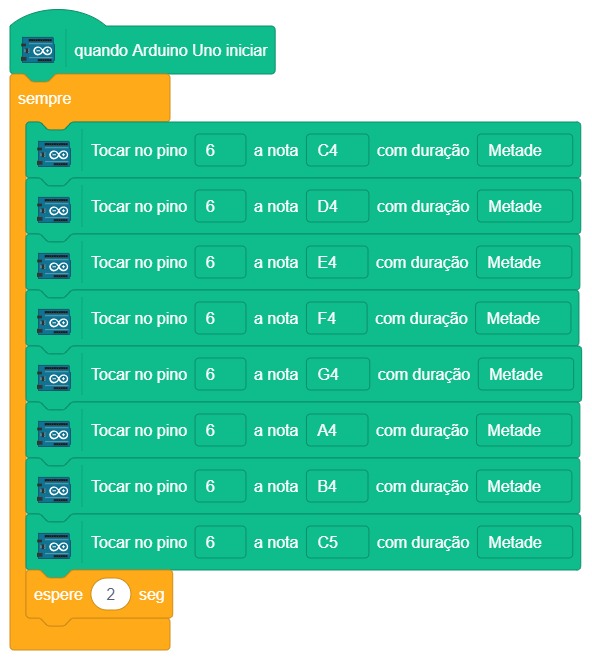 quando Arduino Uno iniciar
sempre
Tocar no pino 6 a nota C4 com duração Metade
Tocar no pino 6 a nota D4 com duração Metade
Tocar no pino 6 a nota E4 com duração Metade
Tocar no pino 6 a nota F4 com duração Metade
Tocar no pino 6 a nota G4 com duração Metade
Tocar no pino 6 a nota A4 com duração Metade
Tocar no pino 6 a nota B4 com duração Metade
Tocar no pino 6 a nota C5 com duração Metade
espere 2 seg